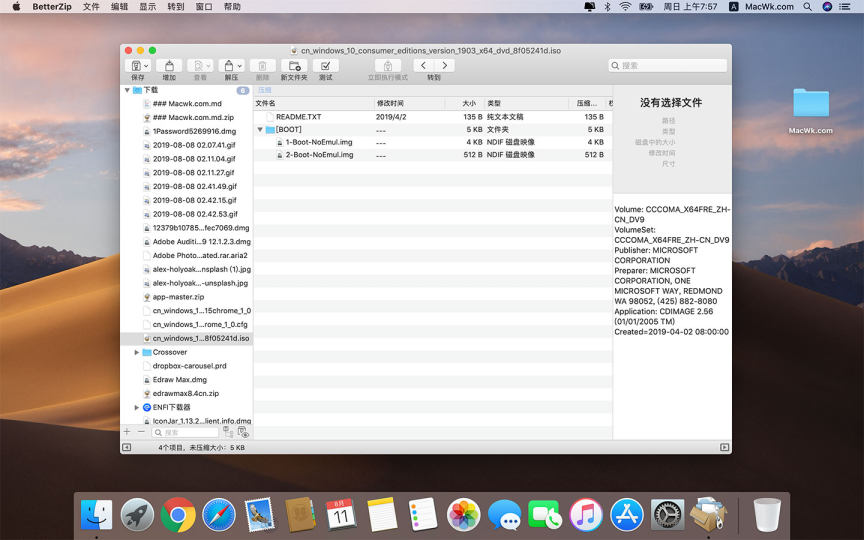 BetterZip 文件 编辑 显示 转到 窗口 帮助 周日 上午7:57 A MacWk.com
cn_windows_10_consumer_editions_version_1903_x64_dvd_8f05241d.iso
保存 增加 查看 解压 删除 新文件夹 测试 立即执行模式 转到 搜索
下载 6
### Macwk.com.md
### Macwk.com.md.zip
1Password5269916.dmg
2019-08-08 02.07.41.gif
2019-08-08 02.11.04.gif
2019-08-08 02.11.27.gif
2019-08-08 02.41.49.gif
2019-08-08 02.42.15.gif
2019-08-08 02.42.53.gif
12379b10785...fec7069.dmg
Adobe Auditi...9 12.1.2.3.dmg
Adobe Photo...ated.rar.aria2
alex-holyoak...nsplash (1).jpg
alex-holyoake...-unsplash.jpg
app-master.zip
cn_windows_1...15chrome_1_0
cn_windows_1...rome_1_0.cfg
cn_windows_1...8f05241d.iso
Crossover
dropbox-carousel.prd
Edraw Max.dmg
edrawmax8.4cn.zip
ENFI下载器
IconJar_1.13.2...lient.info.dmg
搜索
压缩
文件名 修改时间 大小 类型 压缩...
README.TXT 2019/4/2 135 B 纯文本文稿 135 B
[BOOT] --- 5 KB 文件夹 5 KB
1-Boot-NoEmul.img --- 4 KB NDIF 磁盘映像 4 KB
2-Boot-NoEmul.img --- 512 B NDIF 磁盘映像 512 B
没有选择文件
路径
类型
磁盘中的大小
修改时间
尺寸
Volume: CCCOMA_X64FRE_ZH-
CN_DV9
VolumeSet:
CCCOMA_X64FRE_ZH-CN_DV9
Publisher: MICROSOFT
CORPORATION
Preparer: MICROSOFT
CORPORATION, ONE
MICROSOFT WAY, REDMOND
WA 98052, (425) 882-8080
Application: CDIMAGE 2.56
(01/01/2005 TM)
Created=2019-04-02 08:00:00
4个项目，未压缩大小：5 KB
MacWk.com
8月
11